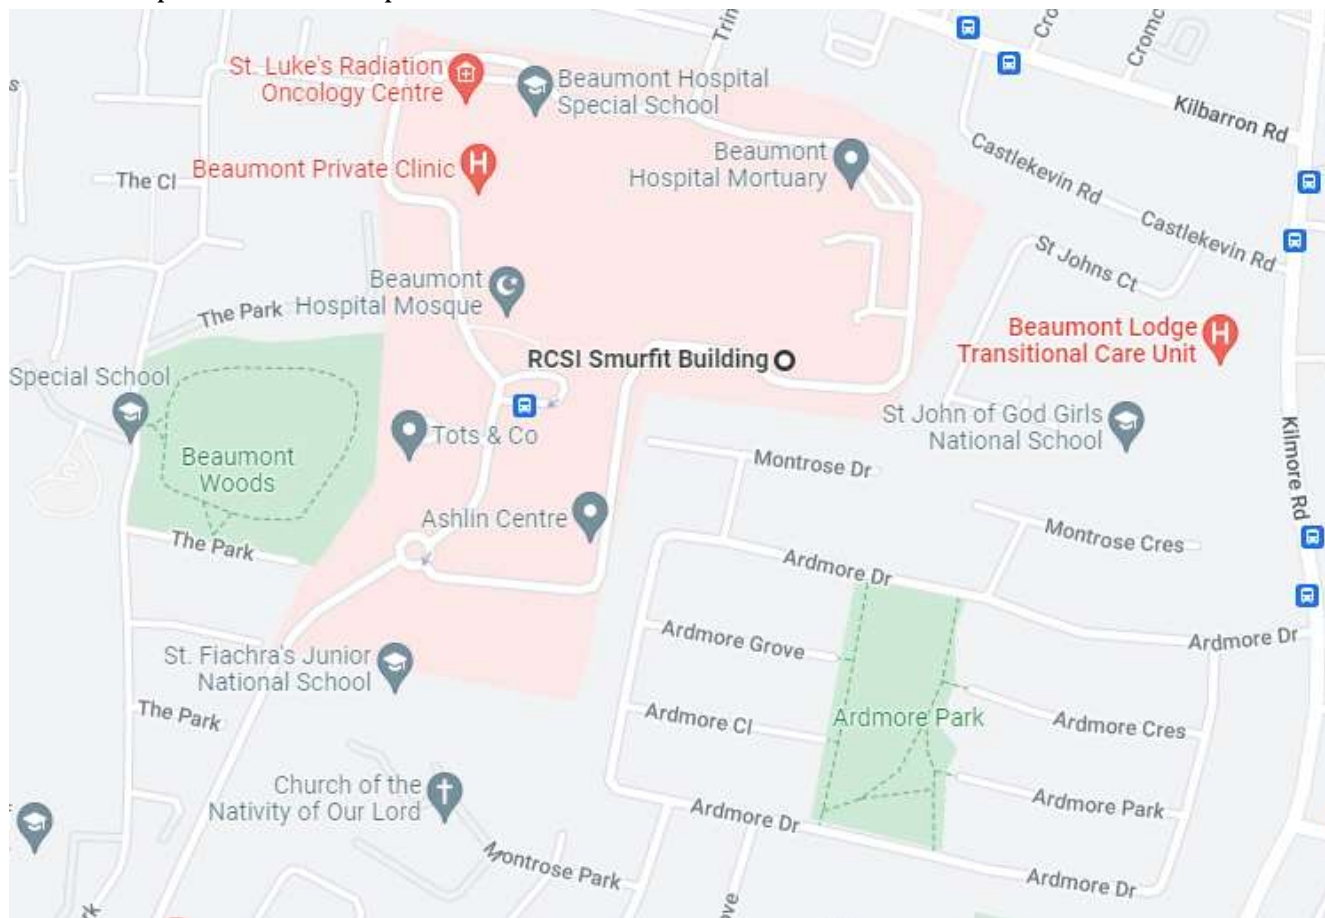 Trin
Cro
Cromc
St. Luke's Radiation
Oncology Centre
Beaumont Hospital
Special School
Kilbarron Rd
Beaumont Private Clinic
Beaumont
Hospital Mortuary
The Cl
Castlekevin Rd
Castlekevin Rd
St Johns Ct
Beaumont
Hospital Mosque
The Park
Beaumont Lodge
Transitional Care Unit
RCSI Smurfit Building
Special School
St John of God Girls
National School
Kilmore Rd
Tots & Co
Beaumont
Woods
Montrose Dr
Ashlin Centre
The Park
Montrose Cres
Ardmore Dr
Ardmore Grove
Ardmore Dr
St. Fiachra's Junior
National School
The Park
Ardmore Cl
Ardmore Park
Ardmore Cres
Church of the
Nativity of Our Lord
Ardmore Park
Ardmore Dr
Montrose Park
Ardmore Dr